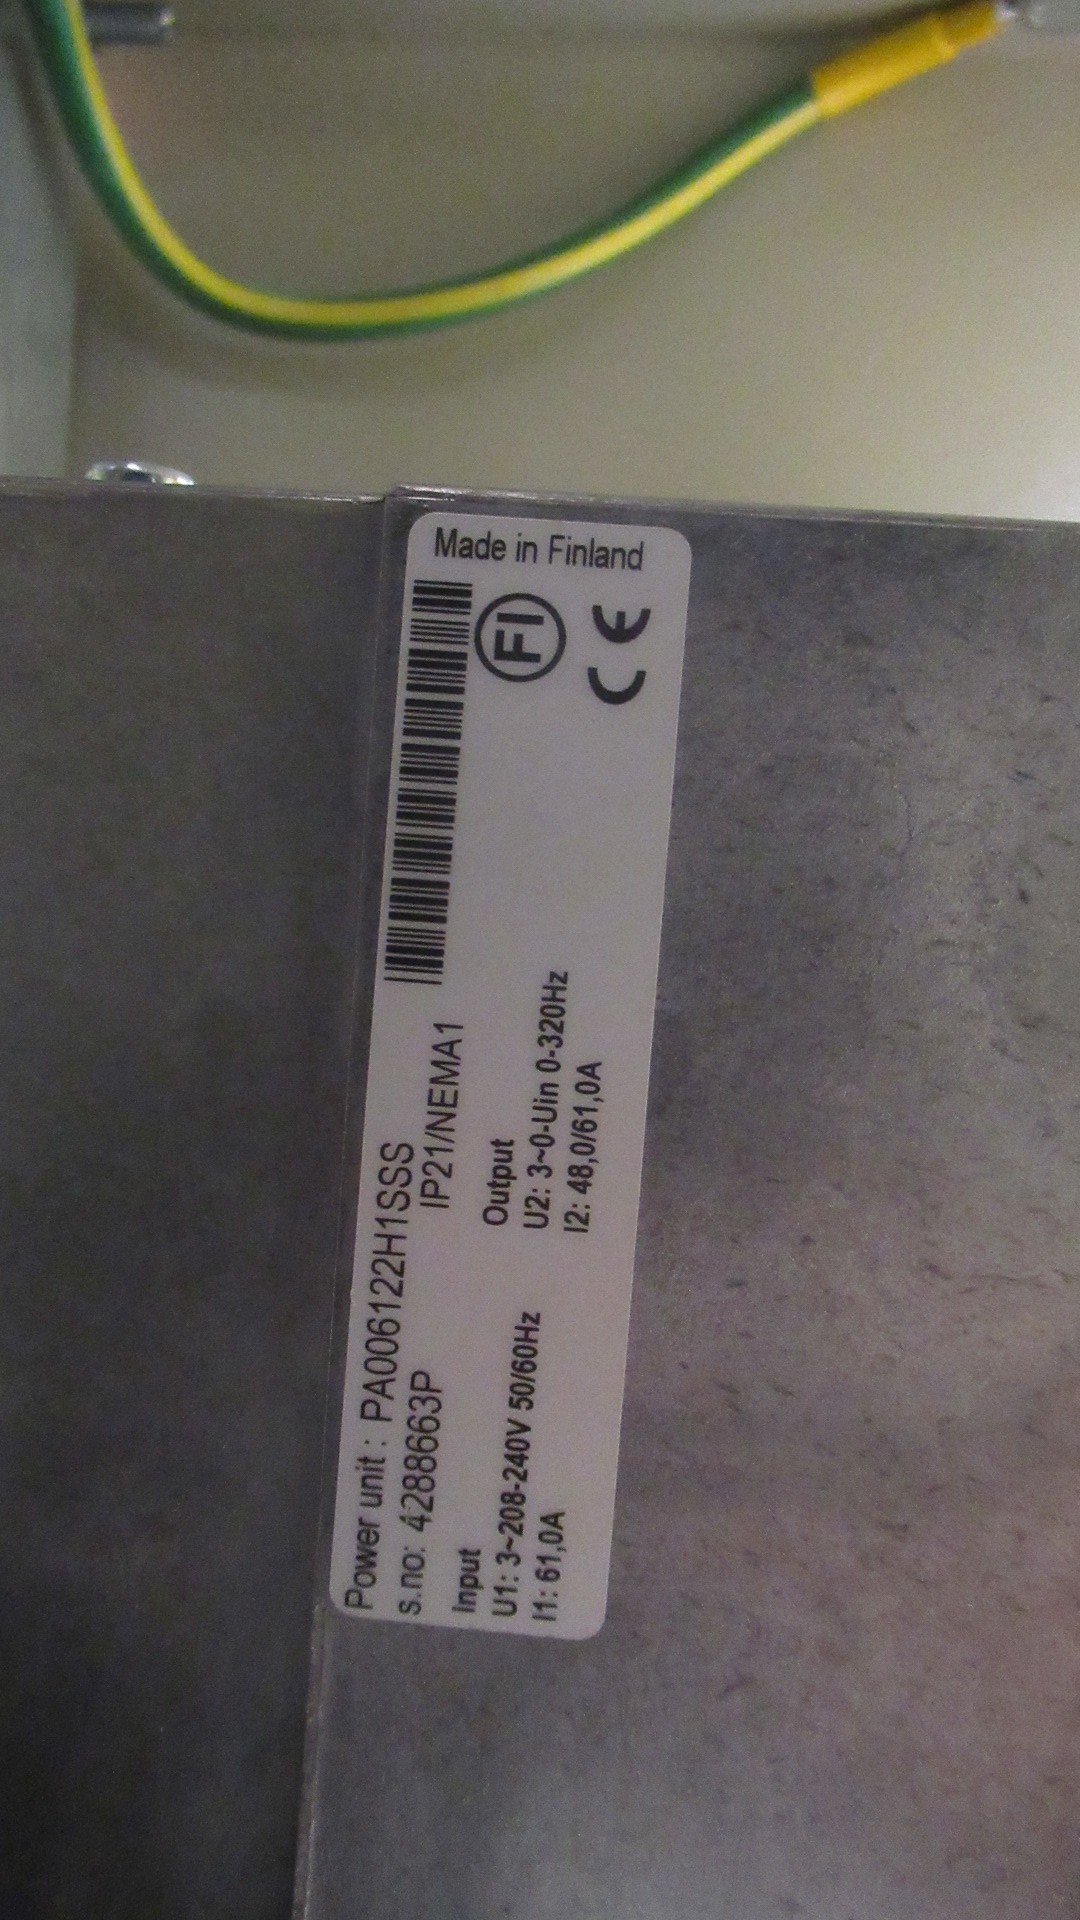 Made in Finland
Power unit : PA006122H1SSS
s.no: 4288663P
IP21/NEMA1
Input
U1: 3~208-240V 50/60Hz
I1: 61,0A
Output
U2: 3~0-Uin 0-320Hz
I2: 48,0/61,0A
FI
CE